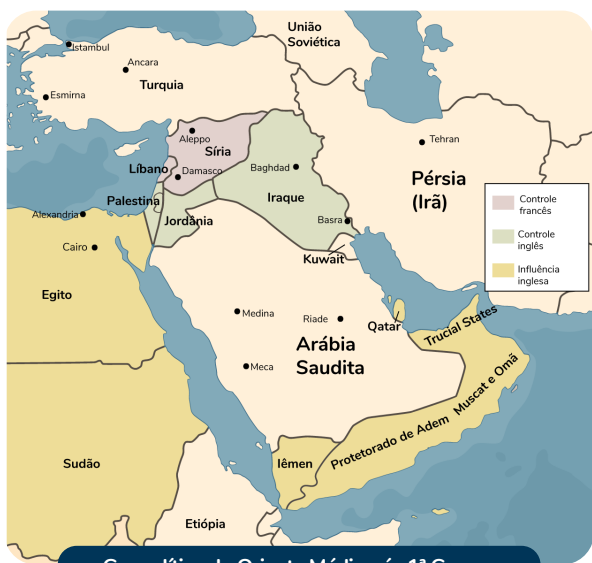 União
Soviética
Istambul
Ancara
Turquia
Esmirna
Aleppo
Síria
Tehran
Líbano
Damasco
Baghdad
Pérsia
(Irã)
Palestina
Iraque
Alexandria
Jordânia
Basra
Cairo
Kuwait
Controle
francês
Controle
inglês
Influência
inglesa
Egito
Medina
Riade
Qatar
Trucial States
Arábia
Saudita
Meca
Muscat e Omã
Protetorado de Adem
Sudão
Iêmen
Etiópia